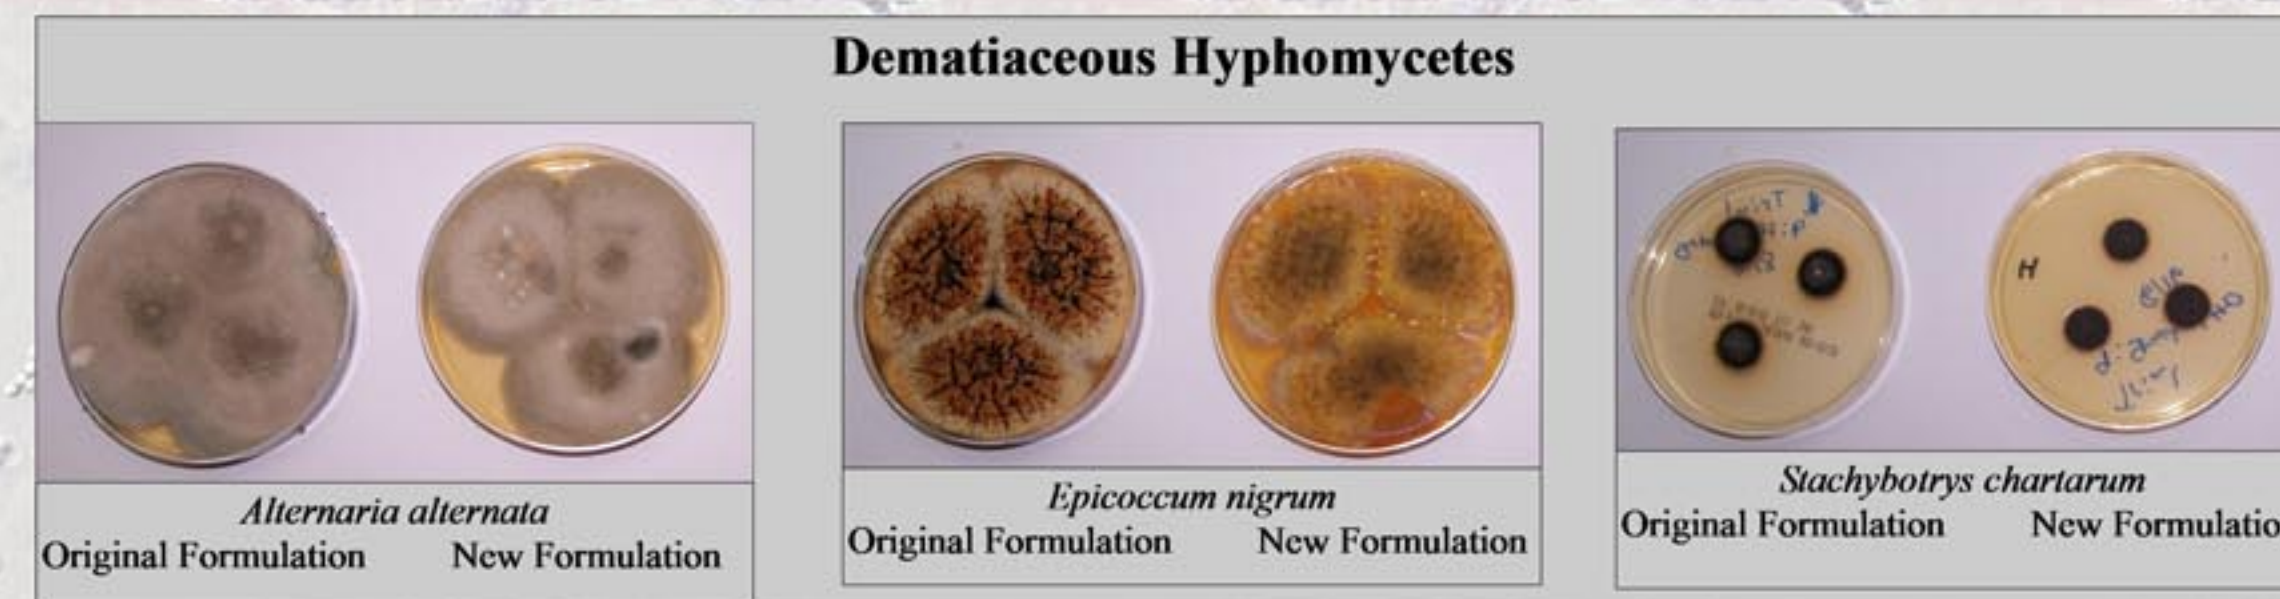 Dematiaceous Hyphomycetes
Alternaria alternata
Original Formulation New Formulation
Epicoccum nigrum
Original Formulation New Formulation
Stachybotrys chartarum
Original Formulation New Formulatio
H